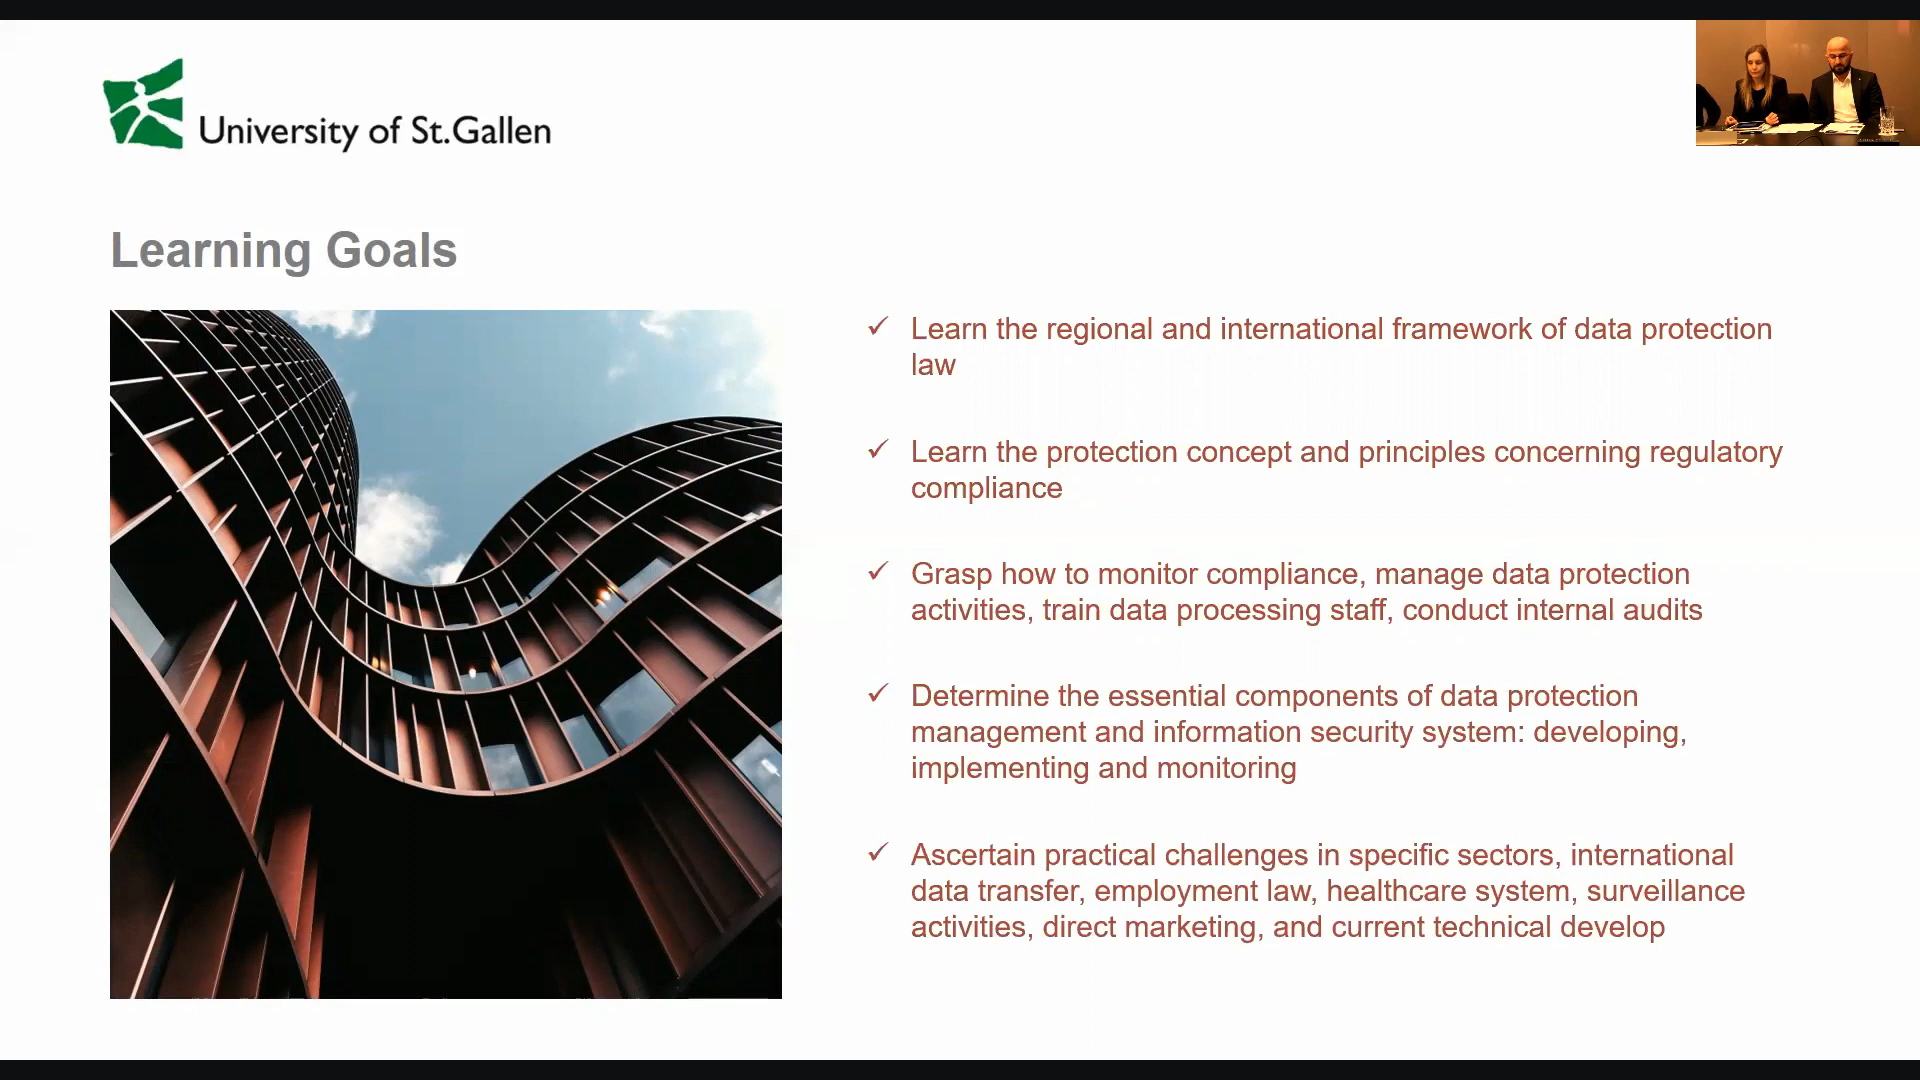 University of St.Gallen
Learning Goals
✓ Learn the regional and international framework of data protection
law
✓ Learn the protection concept and principles concerning regulatory
compliance
✓ Grasp how to monitor compliance, manage data protection
activities, train data processing staff, conduct internal audits
✓ Determine the essential components of data protection
management and information security system: developing,
implementing and monitoring
✓ Ascertain practical challenges in specific sectors, international
data transfer, employment law, healthcare system, surveillance
activities, direct marketing, and current technical develop